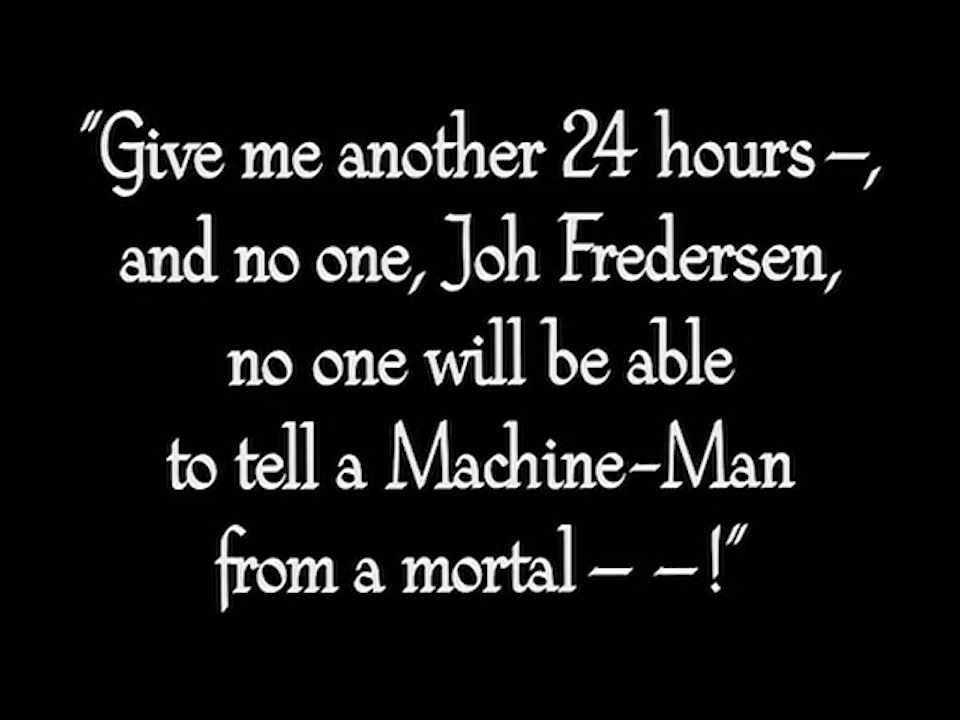 "Give me another 24 hours—,
and no one, Joh Fredersen,
no one will be able
to tell a Machine-Man
from a mortal— —!"